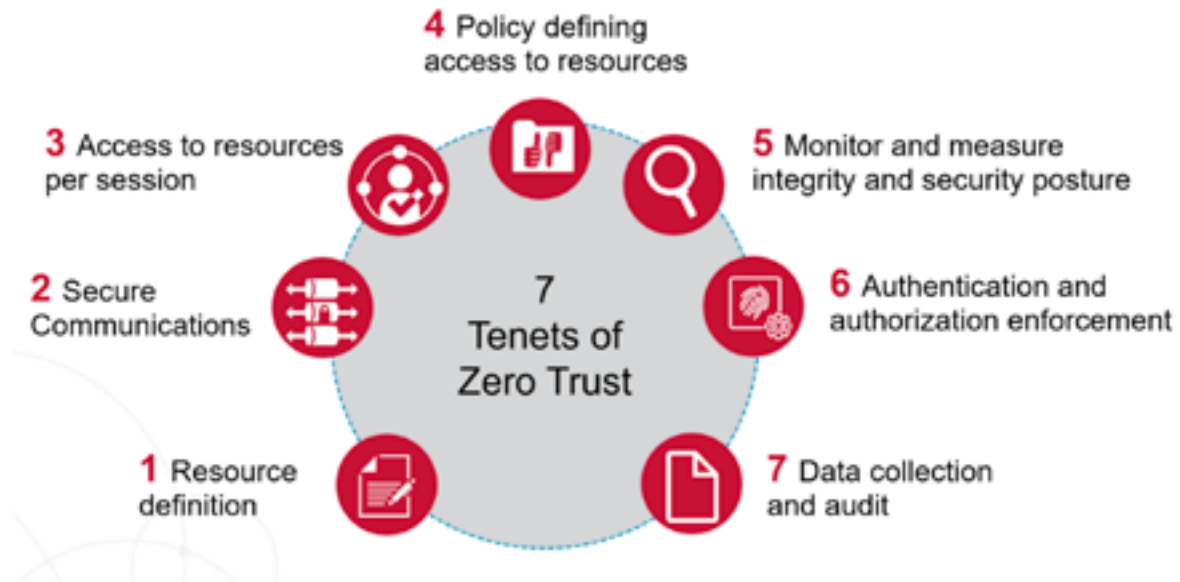 4 Policy defining
access to resources
3 Access to resources
per session
5 Monitor and measure
integrity and security posture
2 Secure
Communications
7
Tenets of
Zero Trust
6 Authentication and
authorization enforcement
1 Resource
definition
7 Data collection
and audit